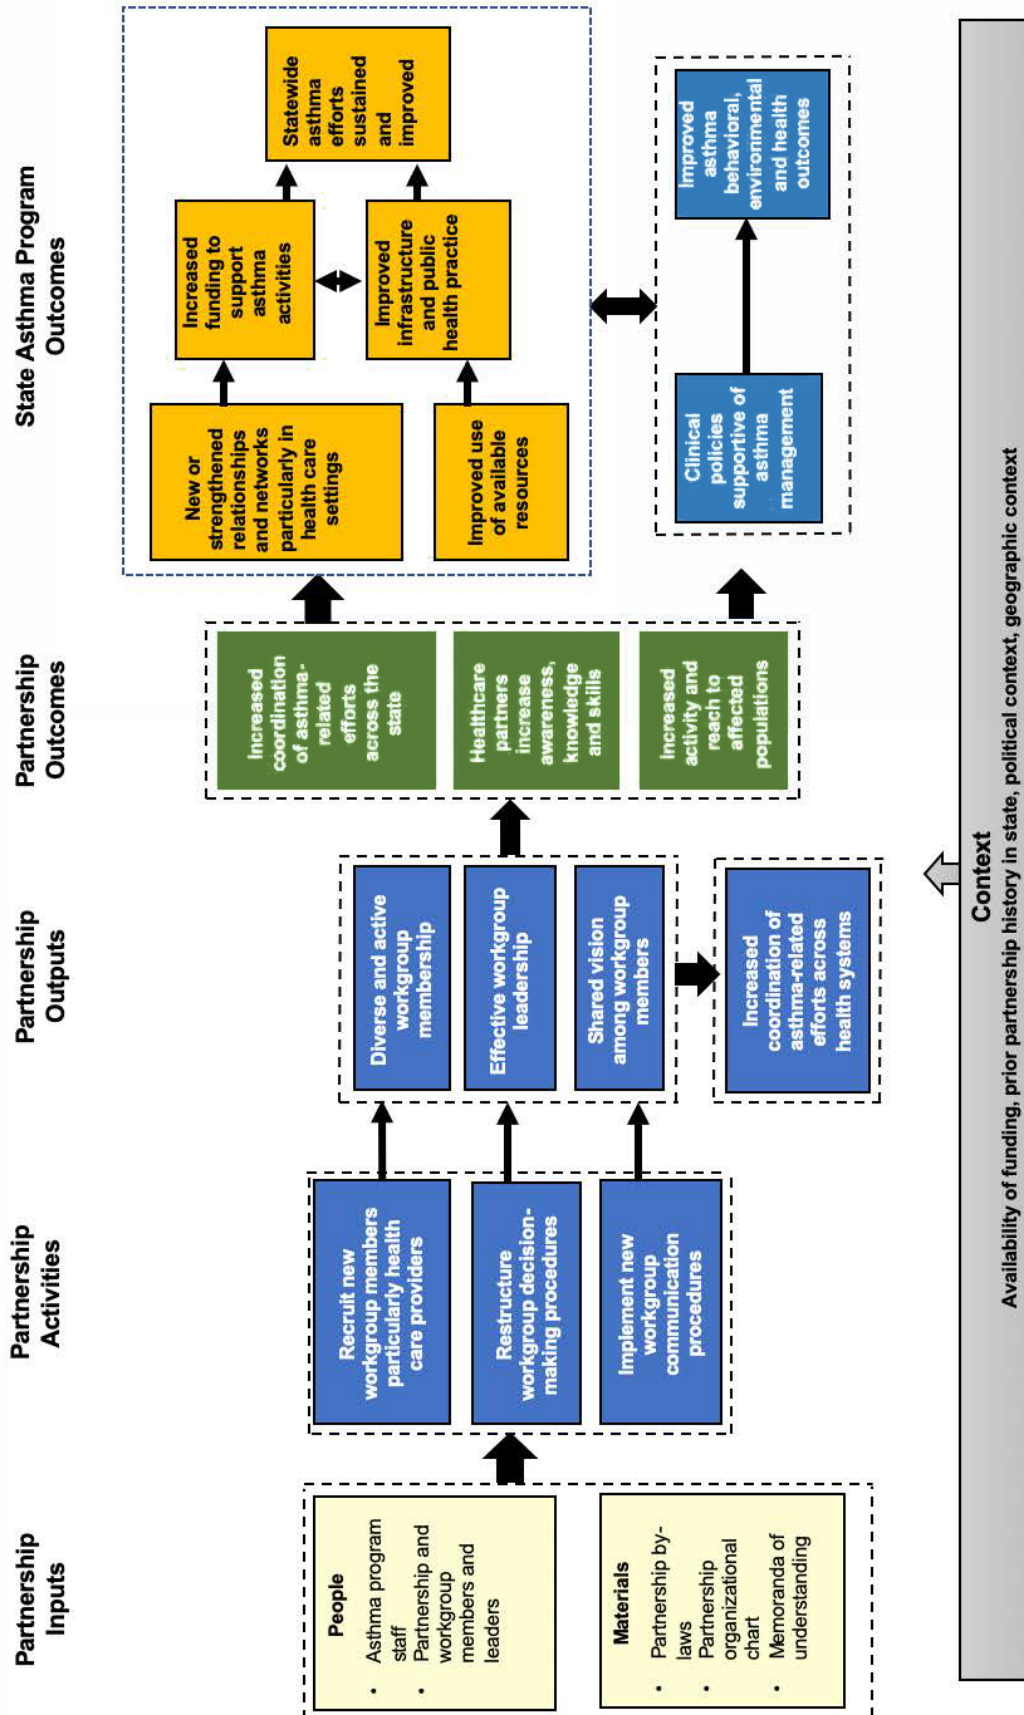 Partnership
Inputs
People
• Asthma program
staff
• Partnership and
workgroup
members and
leaders
Materials
• Partnership by-
laws
• Partnership
organizational
chart
• Memoranda of
understanding
Partnership
Activities
Recruit new
workgroup members
particularly health
care providers
Restructure
workgroup decision-
making procedures
Implement new
workgroup
communication
procedures
Partnership
Outputs
Diverse and active
workgroup
membership
Effective workgroup
leadership
Shared vision
among workgroup
members
Increased
coordination of
asthma-related
efforts across
health systems
Partnership
Outcomes
Increased
coordination
of asthma-
related
efforts
across the
state
Healthcare
partners
increase
awareness,
knowledge
and skills
Increased
activity and
reach to
affected
populations
State Asthma Program
Outcomes
New or
strengthened
relationships
and networks
particularly in
health care
settings
Improved use
of available
resources
Increased
funding to
support
asthma
activities
Improved
infrastructure
and public
health practice
Statewide
asthma
efforts
sustained
and
improved
Clinical
policies
supportive of
asthma
management
Improved
asthma
behavioral,
environmental
and health
outcomes
Context
Availability of funding, prior partnership history in state, political context, geographic context